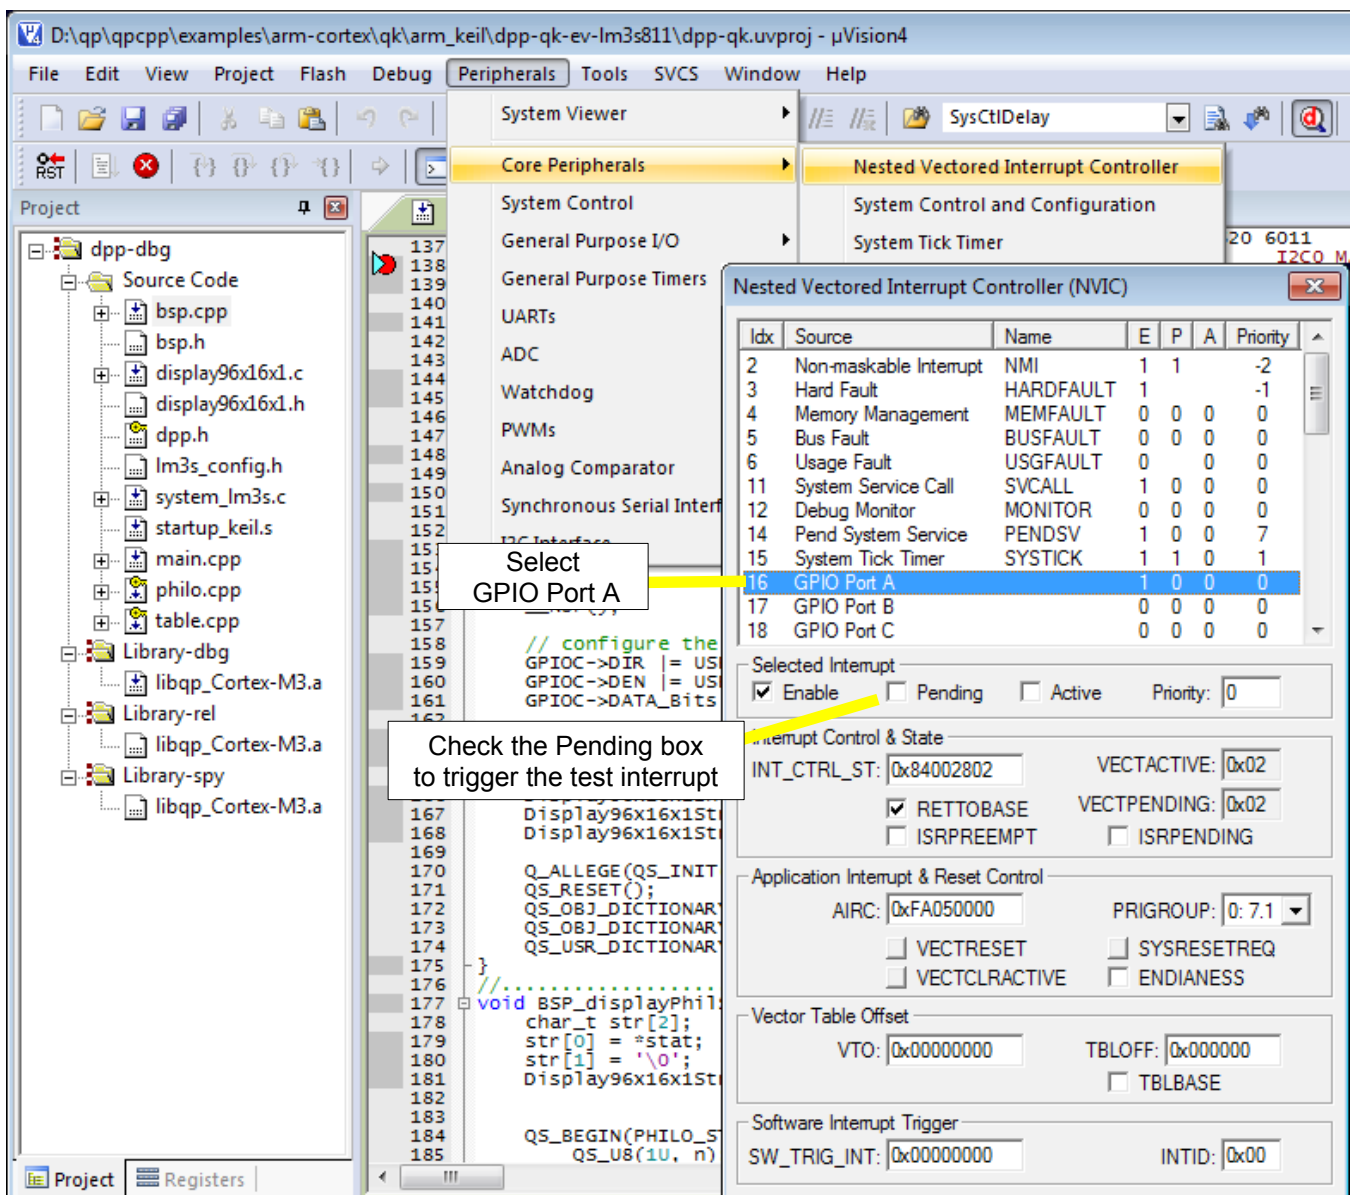 D:\qp\qpcpp\examples\arm-cortex\qk\arm_keil\dpp-qk-ev-lm3s811\dpp-qk.uvproj - µVision4
File Edit View Project Flash Debug Peripherals Tools SVCS Window Help
SysCtlDelay
RST
Project
dpp-dbg
Source Code
bsp.cpp
bsp.h
display96x16x1.c
display96x16x1.h
dpp.h
lm3s_config.h
system_lm3s.c
startup_keil.s
main.cpp
philo.cpp
table.cpp
Library-dbg
libqp_Cortex-M3.a
Library-rel
libqp_Cortex-M3.a
Library-spy
libqp_Cortex-M3.a
Project Registers
System Viewer
Core Peripherals
System Control
General Purpose I/O
General Purpose Timers
UARTs
ADC
Watchdog
PWMs
Analog Comparator
Synchronous Serial Interf
I2C Interface
Nested Vectored Interrupt Controller
System Control and Configuration
System Tick Timer
20 6011
I2C0 M
137
138
139
140
141
142
143
144
145
146
147
148
149
150
151
152
157
158 // configure the
159 GPIOC->DIR |= US
160 GPIOC->DEN |= US
161 GPIOC->DATA_Bits
167 Display96x16x1Str
168 Display96x16x1Str
169
170 Q_ALLEGE(QS_INIT
171 QS_RESET();
172 QS_OBJ_DICTIONARY
173 QS_OBJ_DICTIONARY
174 QS_USR_DICTIONARY
175 }
176 //..................
177 void BSP_displayPhil
178 char_t str[2];
179 str[0] = *stat;
180 str[1] = '\0';
181 Display96x16x1St
182
183
184 QS_BEGIN(PHILO_S
185 QS_U8(1U, n)
Select
GPIO Port A
Check the Pending box
to trigger the test interrupt
Nested Vectored Interrupt Controller (NVIC)
Idx Source Name E P A Priority
2 Non-maskable Interrupt NMI 1 1 -2
3 Hard Fault HARDFAULT 1 -1
4 Memory Management MEMFAULT 0 0 0 0
5 Bus Fault BUSFAULT 0 0 0 0
6 Usage Fault USGFAULT 0 0 0
11 System Service Call SVCALL 1 0 0 0
12 Debug Monitor MONITOR 0 0 0 0
14 Pend System Service PENDSV 1 0 0 7
15 System Tick Timer SYSTICK 1 1 0 1
16 GPIO Port A 1 0 0 0
17 GPIO Port B 0 0 0 0
18 GPIO Port C 0 0 0 0
Selected Interrupt
Enable Pending Active Priority: 0
Interrupt Control & State
INT_CTRL_ST: 0x84002802 VECTACTIVE: 0x02
RETTOBASE VECTPENDING: 0x02
ISRPREEMPT ISRPENDING
Application Interrupt & Reset Control
AIRC: 0xFA050000 PRIGROUP: 0: 7.1
VECTRESET SYSRESETREQ
VECTCLRACTIVE ENDIANESS
Vector Table Offset
VTO: 0x00000000 TBLOFF: 0x000000
TBLBASE
Software Interrupt Trigger
SW_TRIG_INT: 0x00000000 INTID: 0x00